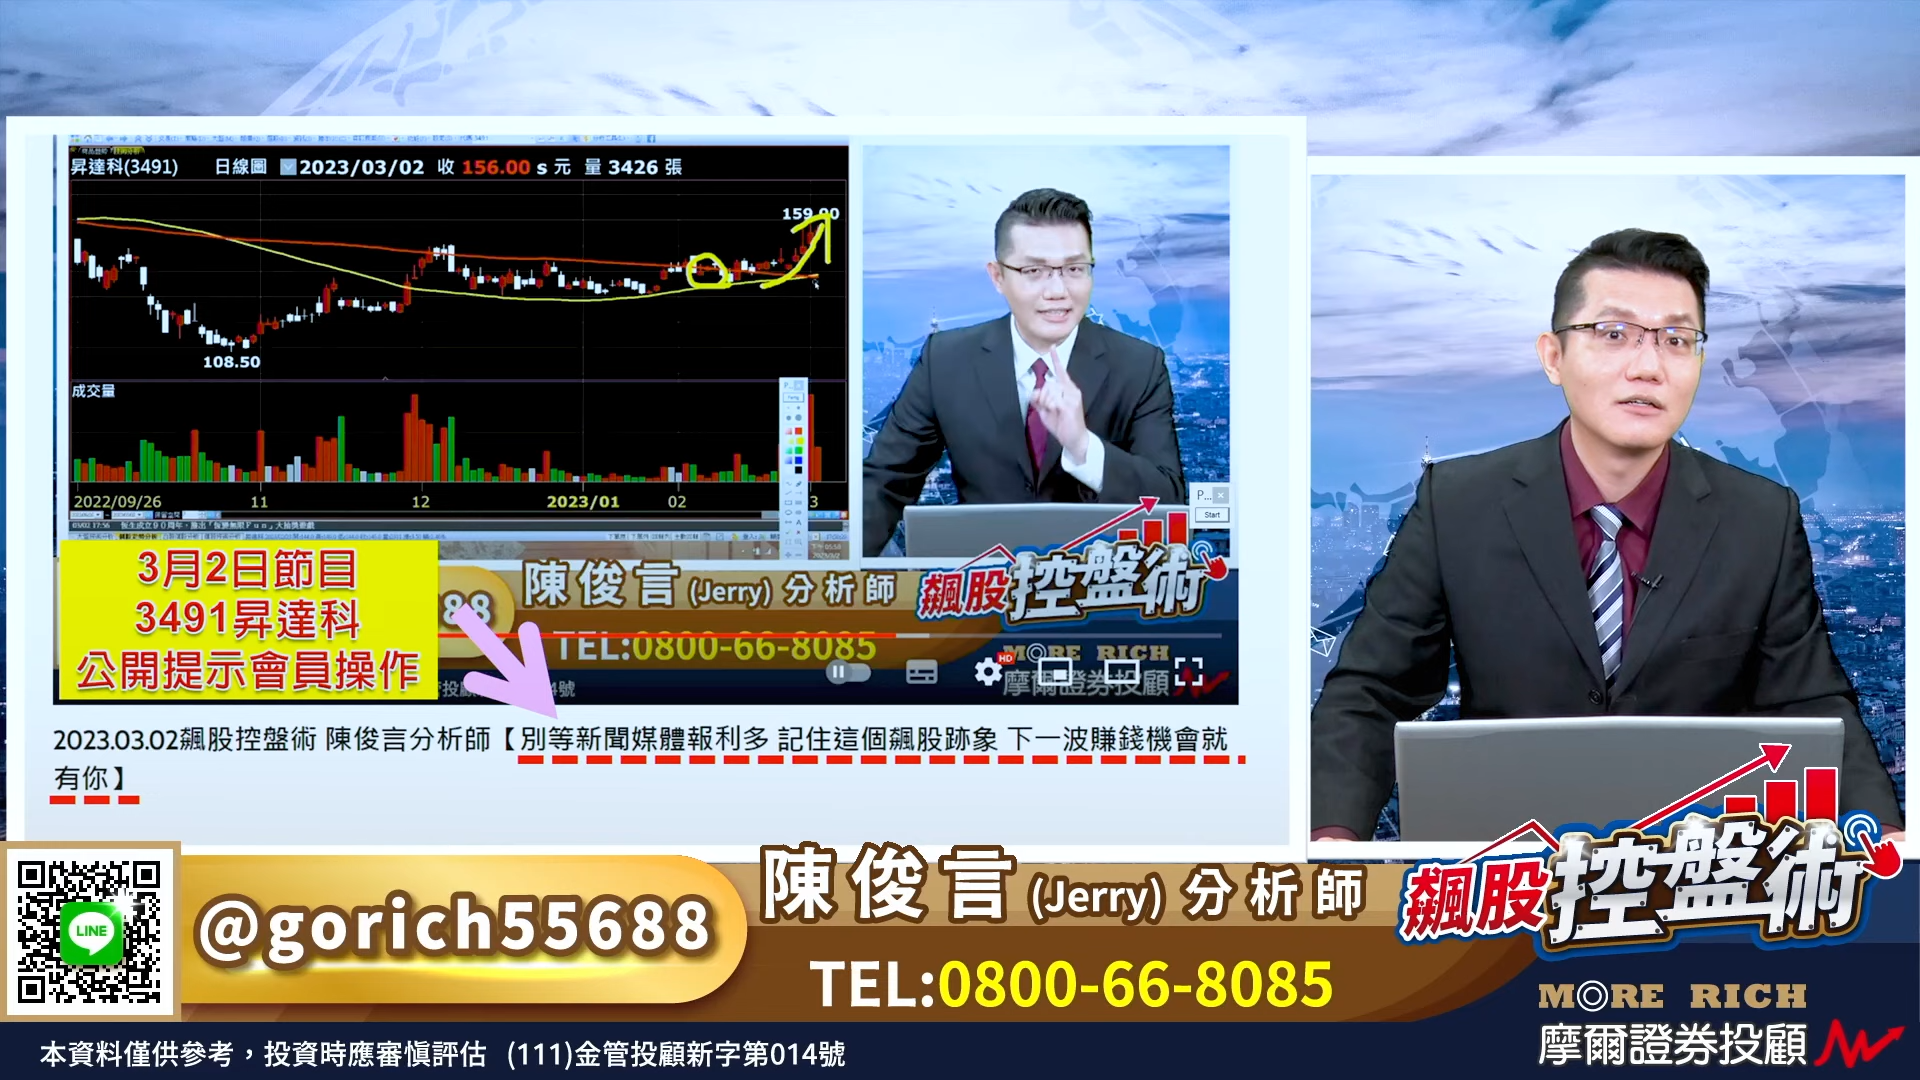 昇達科(3491) 日線圖 2023/03/02 收 156.00 s 元 量 3426 張
159.00
108.50
成交量
2022/09/26 11 12 2023/01 02 3
P...
Start
3月2日節目
3491昇達科
公開提示會員操作
88
陳俊言(Jerry)分析師
飆股控盤術
TEL:0800-66-8085
HD
MORE RICH
摩爾證券投顧
2023.03.02飆股控盤術 陳俊言分析師【別等新聞媒體報利多 記住這個飆股跡象 下一波賺錢機會就
有你】
LINE
@gorich55688
陳俊言(Jerry)分析師
TEL:0800-66-8085
飆股控盤術
MORE RICH
摩爾證券投顧
本資料僅供參考，投資時應審慎評估 (111)金管投顧新字第014號